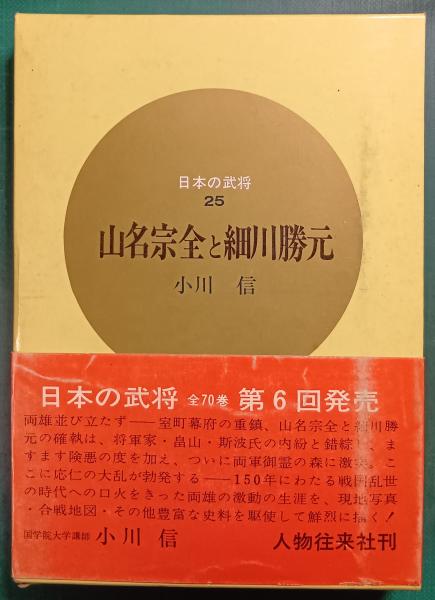 日本の武将
25
山名宗全と細川勝元
小川 信
日本の武将 全70巻 第6回発売
両雄並び立たず――室町幕府の重鎮、山名宗全と細川勝
元の確執は、将軍家・畠山・斯波氏の内紛と錯綜し、ま
すます険悪の度を加え、ついに両軍御霊の森に激突。こ
こに応仁の大乱が勃発する――150年にわたる戦国乱世
の時代への口火をきった両雄の激動の生涯を、現地写真
・合戦地図・その他豊富な史料を駆使して鮮烈に描く！
国学院大学講師 小川 信 人物往来社刊